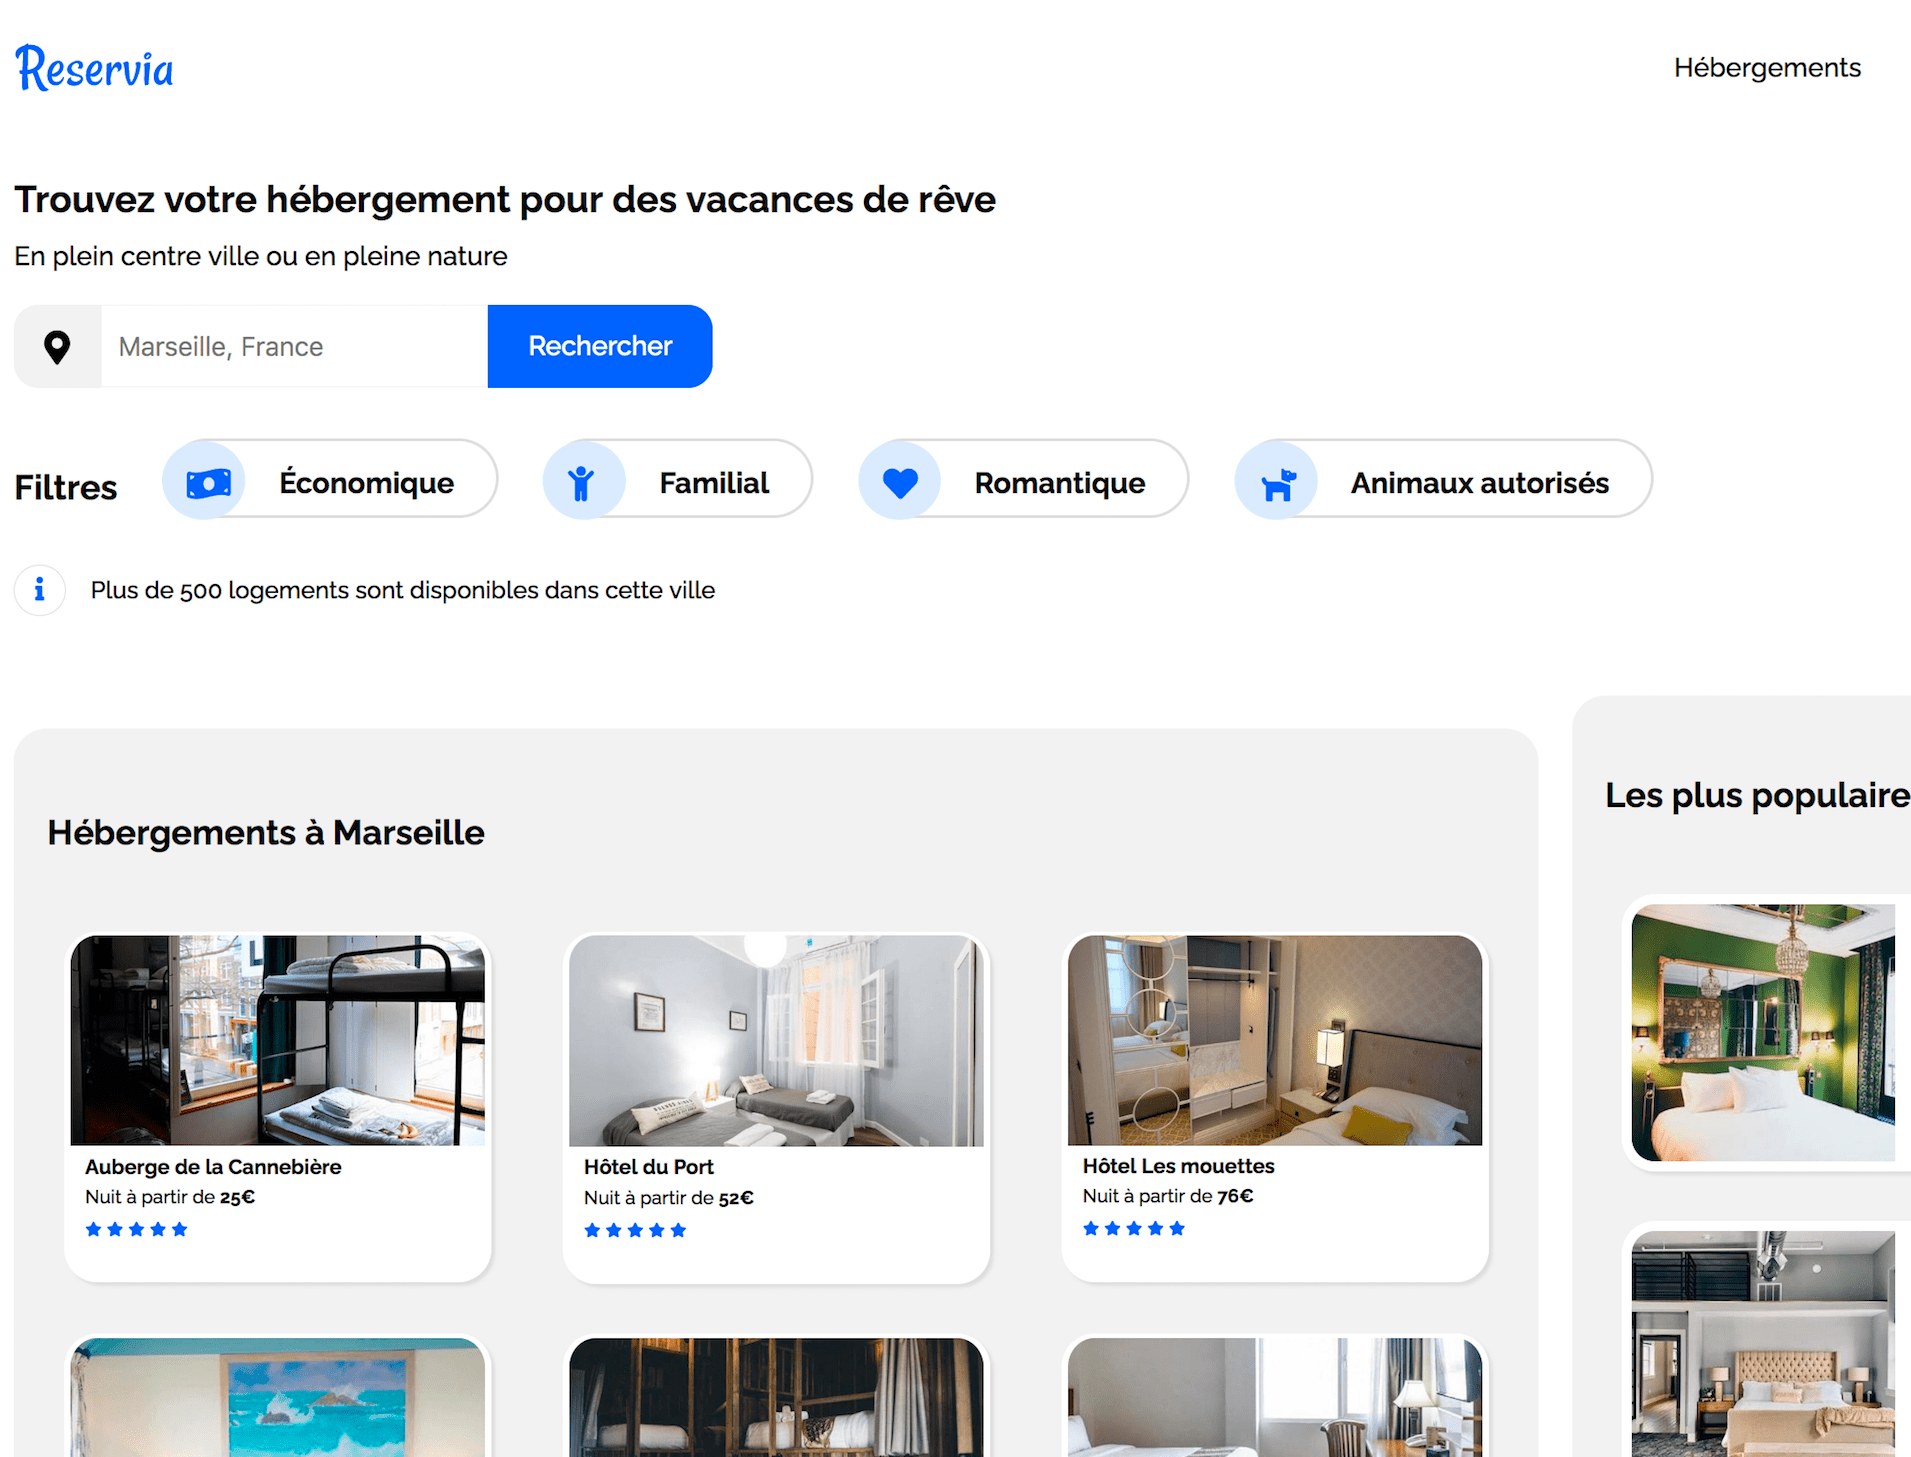 Reservia
Hébergements
Trouvez votre hébergement pour des vacances de rêve
En plein centre ville ou en pleine nature
Marseille, France
Rechercher
Filtres
Économique
Familial
Romantique
Animaux autorisés
Plus de 500 logements sont disponibles dans cette ville
Hébergements à Marseille
Auberge de la Cannebière
Nuit à partir de 25€
Hôtel du Port
Nuit à partir de 52€
Hôtel Les mouettes
Nuit à partir de 76€
Les plus populaire